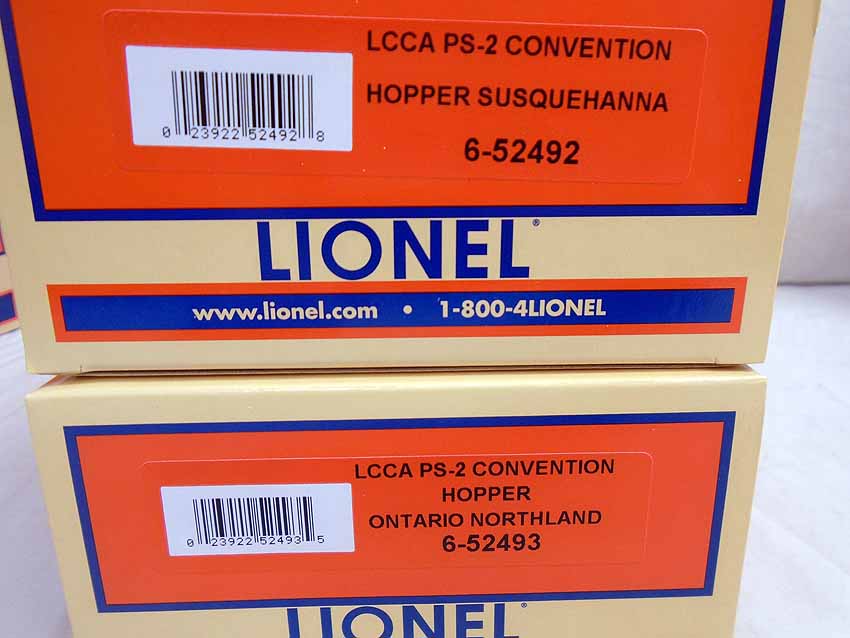 LCCA PS-2 CONVENTION
HOPPER SUSQUEHANNA
6-52492
0 23922 52492 8
LIONEL®
www.lionel.com • 1-800-4LIONEL
LCCA PS-2 CONVENTION
HOPPER
ONTARIO NORTHLAND
6-52493
0 23922 52493 5
LIONEL®